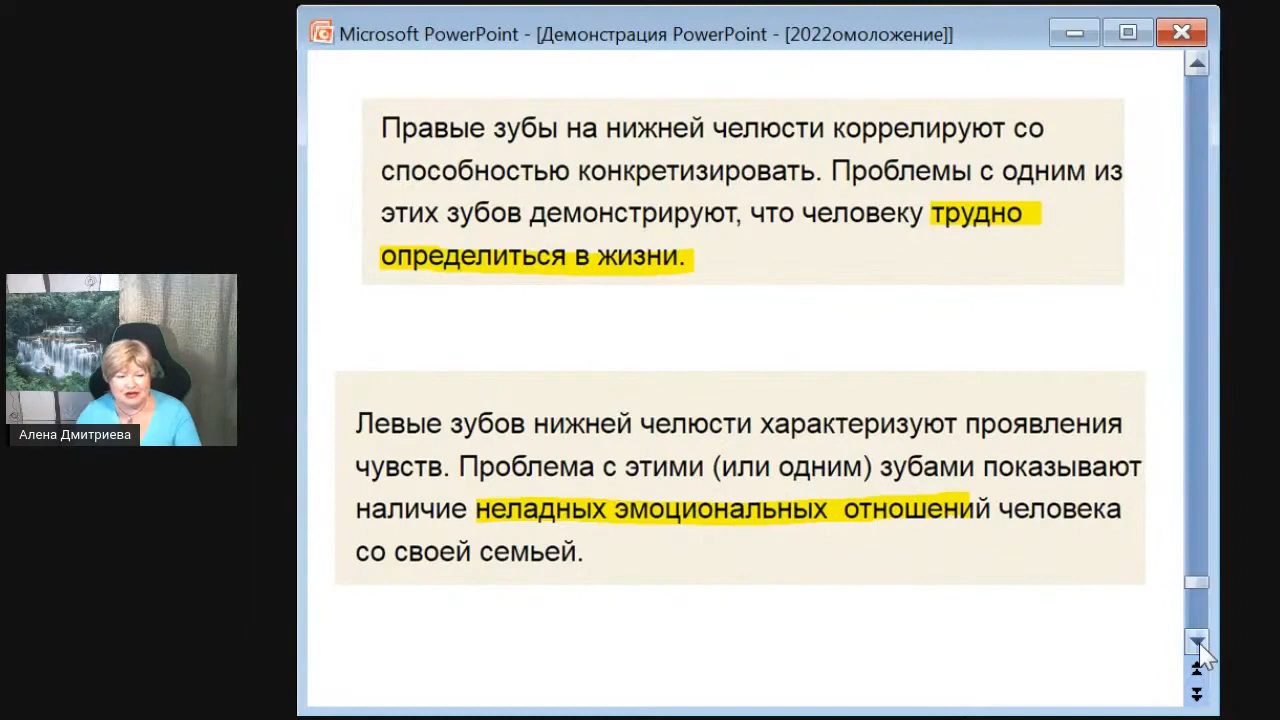 Microsoft PowerPoint - [Демонстрация PowerPoint - [2022омоложение]]
Правые зубы на нижней челюсти коррелируют со
способностью конкретизировать. Проблемы с одним из
этих зубов демонстрируют, что человеку трудно
определиться в жизни.
Алена Дмитриева
Левые зубов нижней челюсти характеризуют проявления
чувств. Проблема с этими (или одним) зубами показывают
наличие неладных эмоциональных отношений человека
со своей семьей.